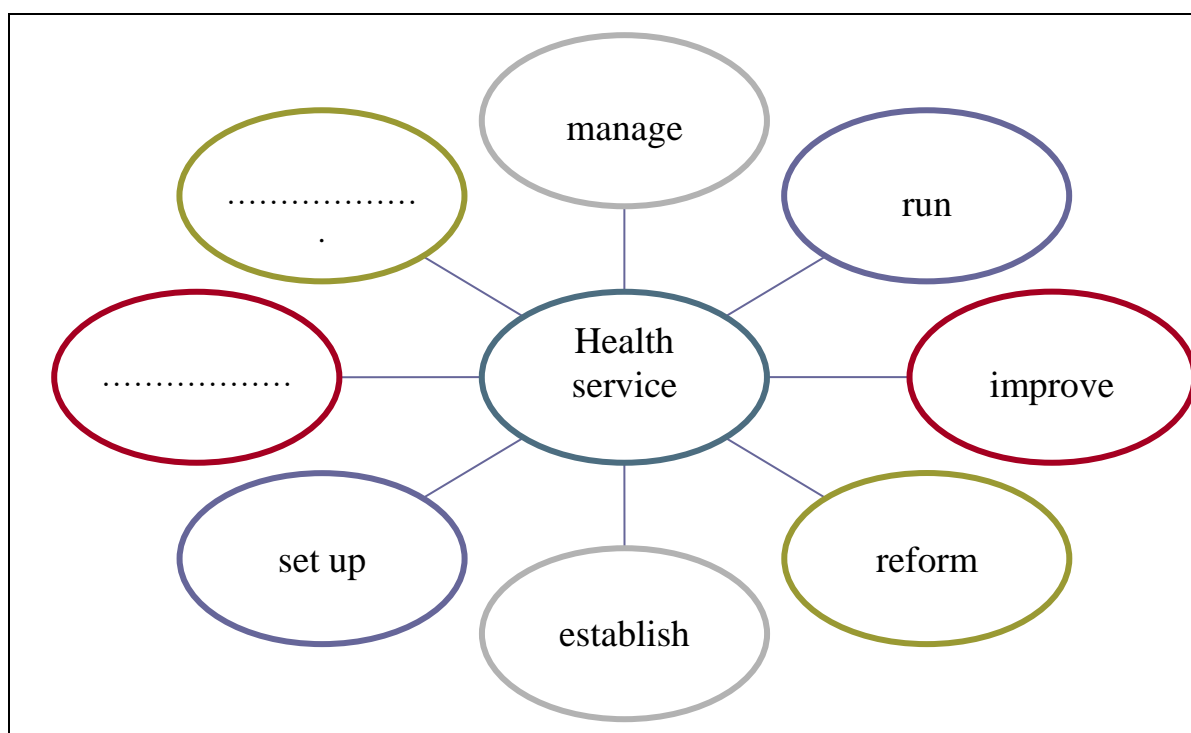 manage
run
..................
.
Health
service
..................
improve
set up
reform
establish